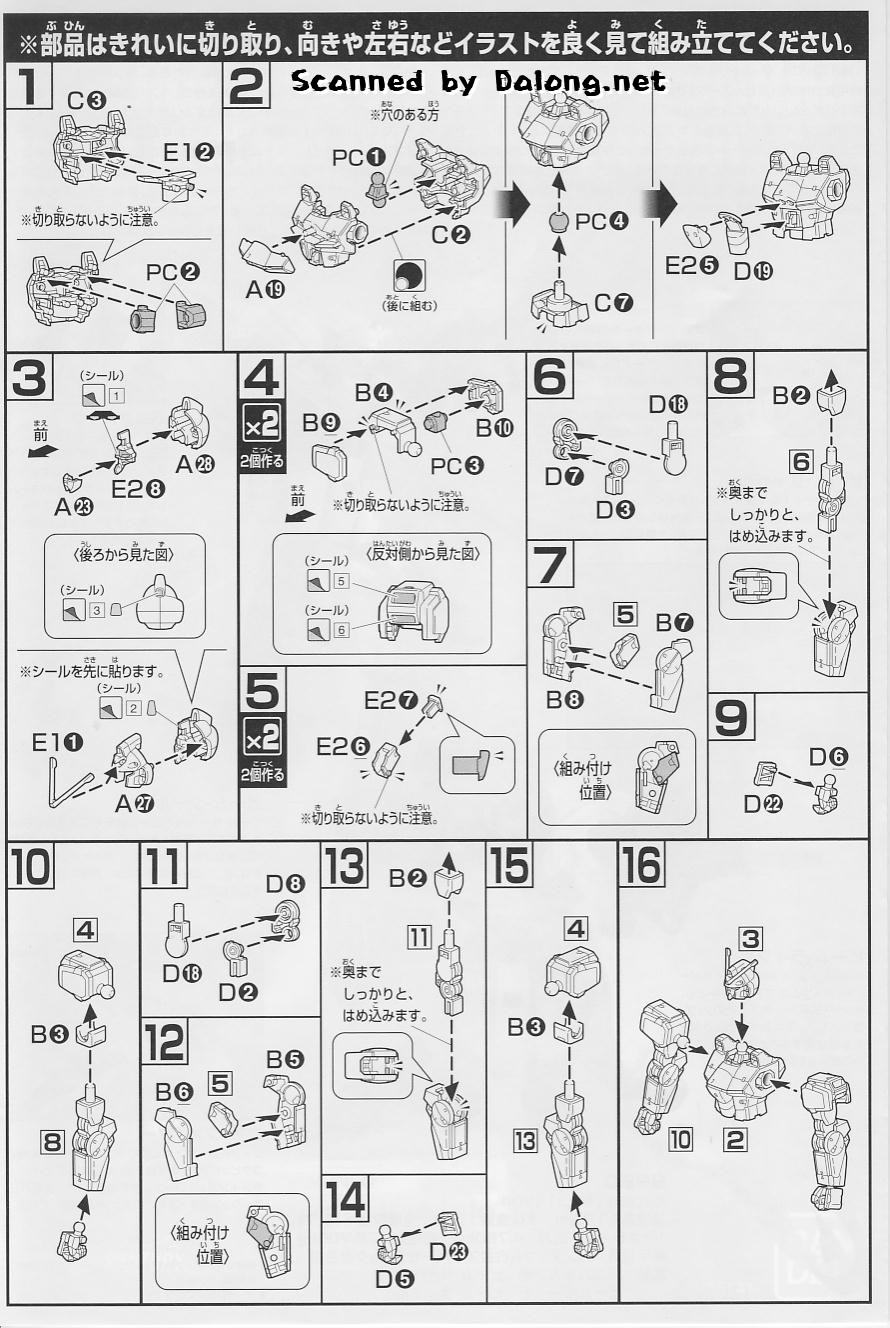 ※部品はきれいに切り取り、向きや左右などイラストを良く見て組み立ててください。
Scanned by Dalong.net
1
C❸
E1❷
※切り取らないように注意。
PC❷
2
※穴のある方
PC❶
C❷
A⓳
(後に組む)
PC❹
C❼
E2❺
D⓳
3
(シール)
1
前
A㉘
E2❽
A㉓
〈後ろから見た図〉
(シール)
3
※シールを先に貼ります。
(シール)
2
E1❶
A㉗
4
×2
2個作る
B❹
B❾
B❿
PC❸
前
※切り取らないように注意。
〈反対側から見た図〉
(シール)
5
(シール)
6
5
×2
2個作る
E2❼
E2❻
※切り取らないように注意。
6
D⓲
D❼
D❸
7
5
B❼
B❽
〈組み付け
位置〉
8
B❷
6
※奥まで
しっかりと、
はめ込みます。
9
D❻
D㉒
10
4
B❸
8
11
D❽
D⓲
D❷
12
B❺
B❻
5
〈組み付け
位置〉
13
B❷
11
※奥まで
しっかりと、
はめ込みます。
14
D㉓
D❺
15
4
B❸
13
16
3
10
2